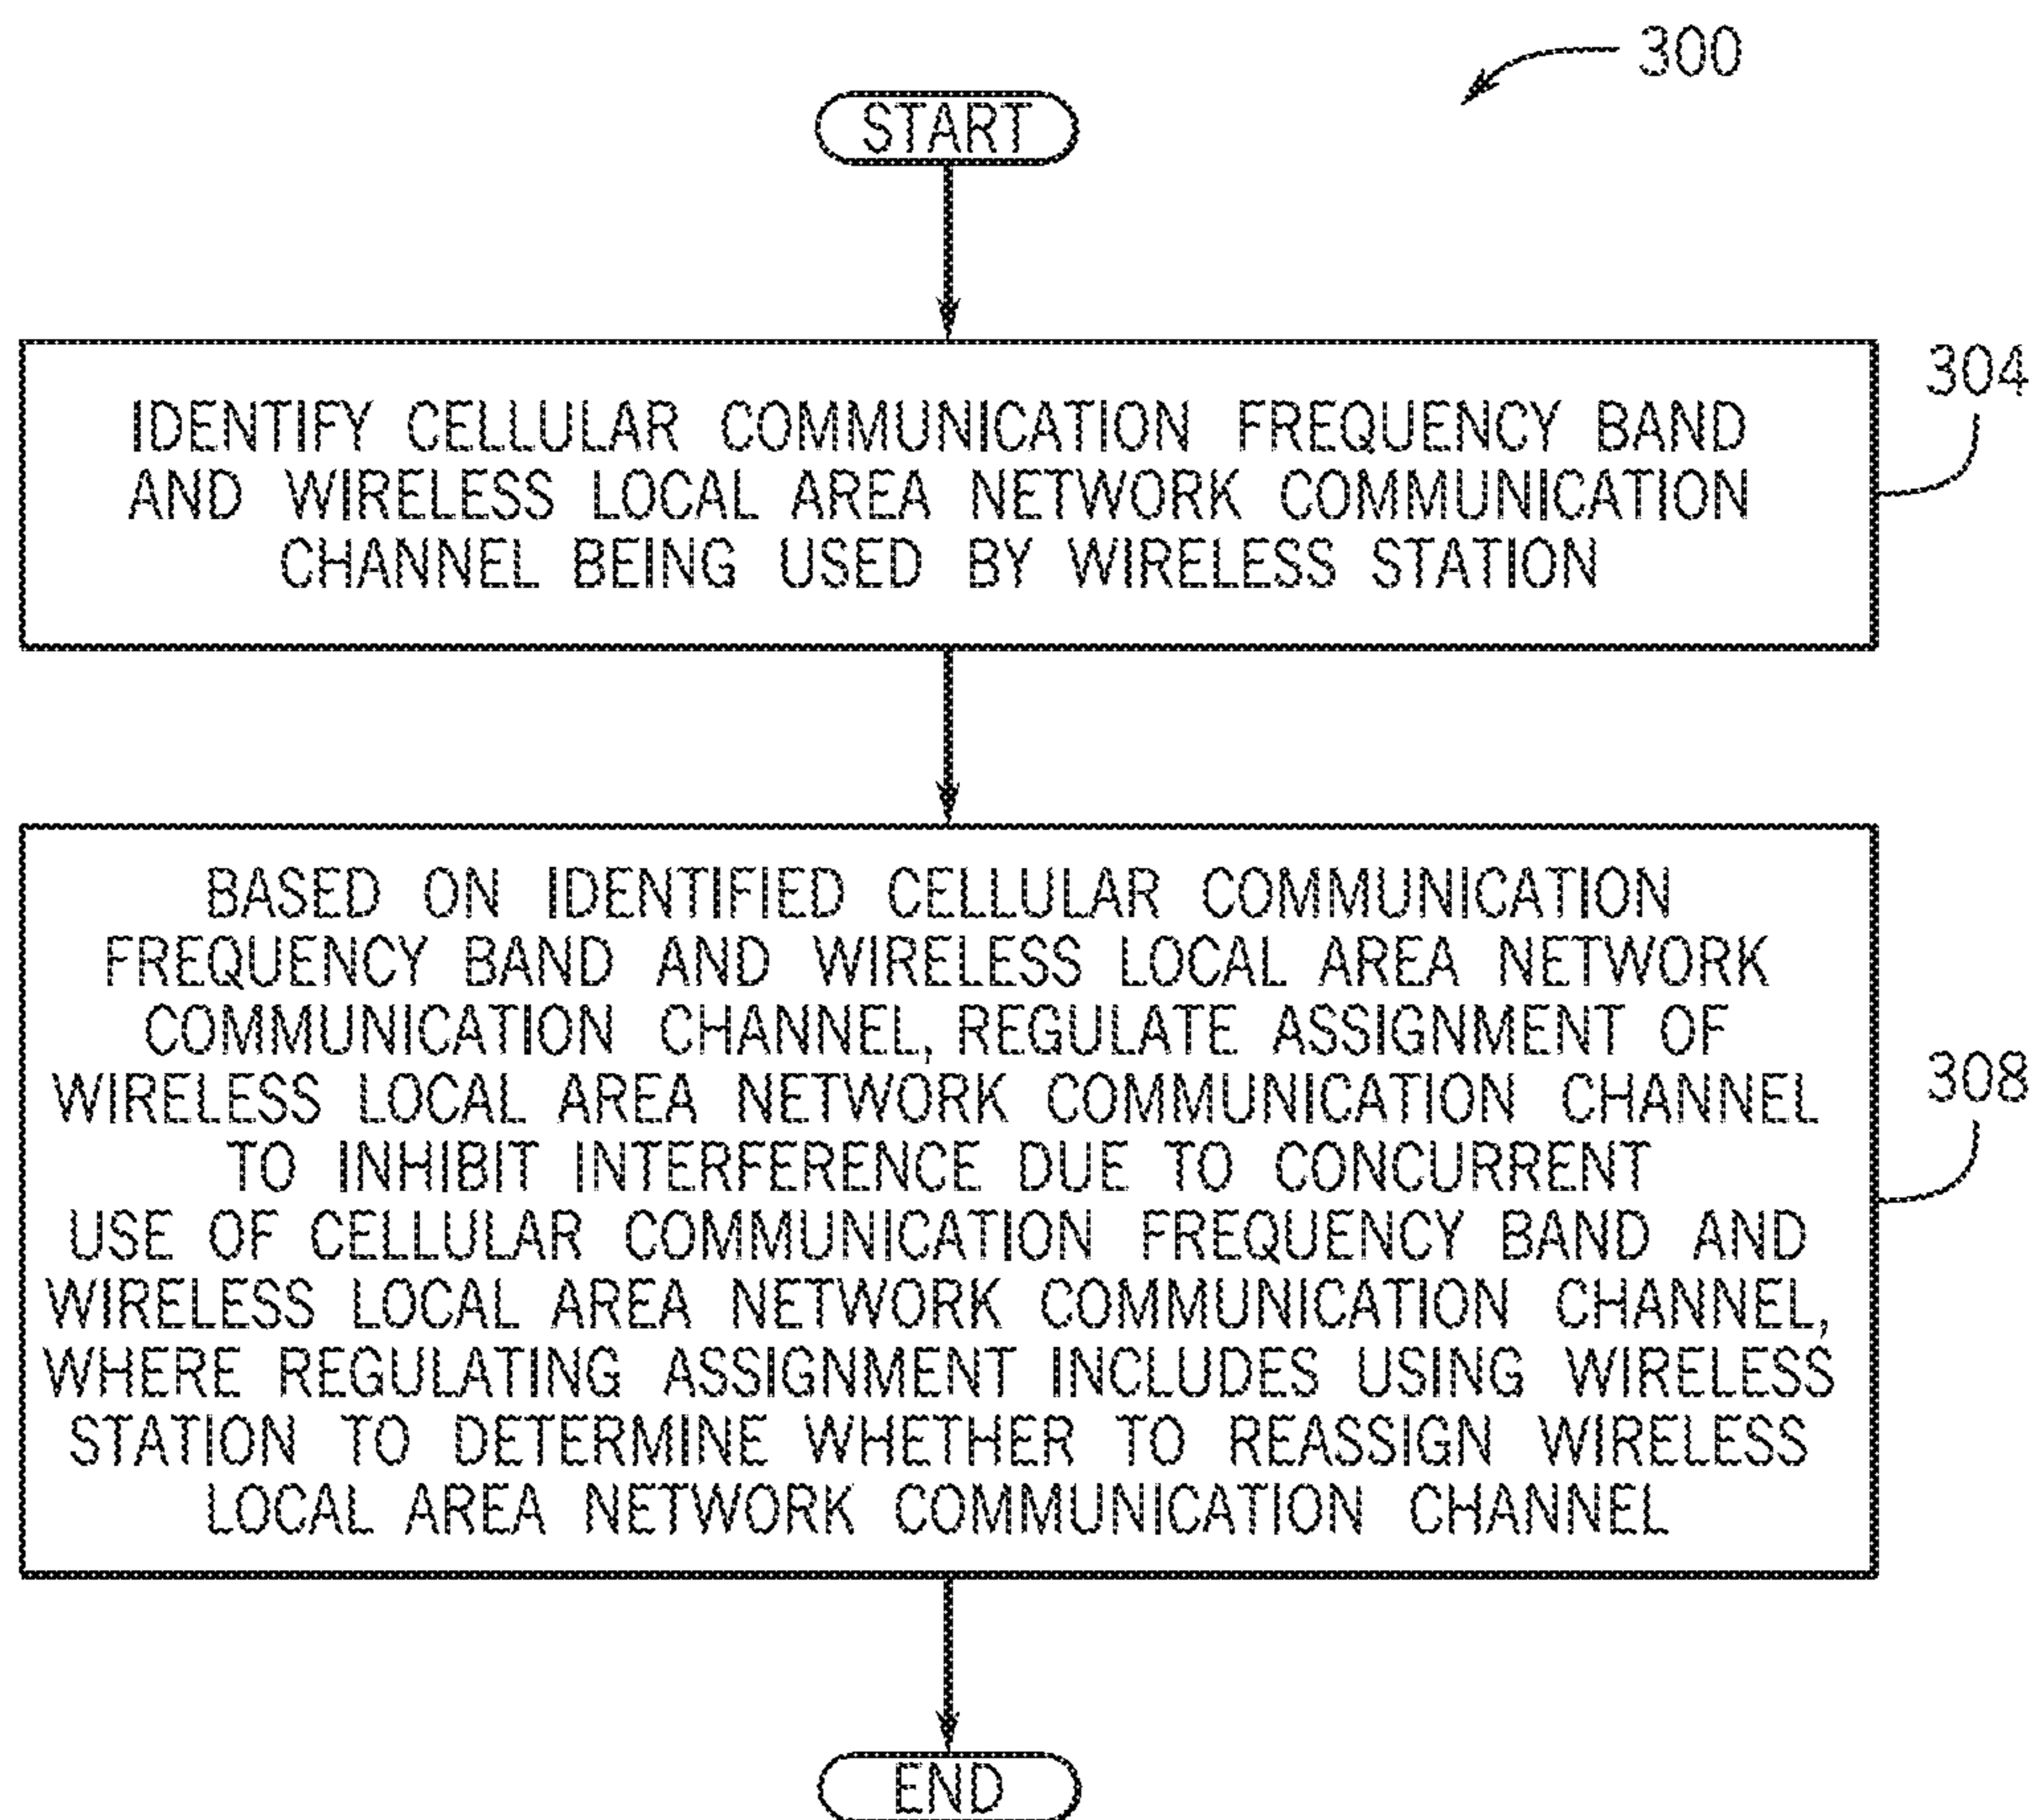 300
START
304
IDENTIFY CELLULAR COMMUNICATION FREQUENCY BAND
AND WIRELESS LOCAL AREA NETWORK COMMUNICATION
CHANNEL BEING USED BY WIRELESS STATION
BASED ON IDENTIFIED CELLULAR COMMUNICATION
FREQUENCY BAND AND WIRELESS LOCAL AREA NETWORK
COMMUNICATION CHANNEL, REGULATE ASSIGNMENT OF
WIRELESS LOCAL AREA NETWORK COMMUNICATION CHANNEL
TO INHIBIT INTERFERENCE DUE TO CONCURRENT
USE OF CELLULAR COMMUNICATION FREQUENCY BAND AND
WIRELESS LOCAL AREA NETWORK COMMUNICATION CHANNEL,
WHERE REGULATING ASSIGNMENT INCLUDES USING WIRELESS
STATION TO DETERMINE WHETHER TO REASSIGN WIRELESS
LOCAL AREA NETWORK COMMUNICATION CHANNEL
308
END